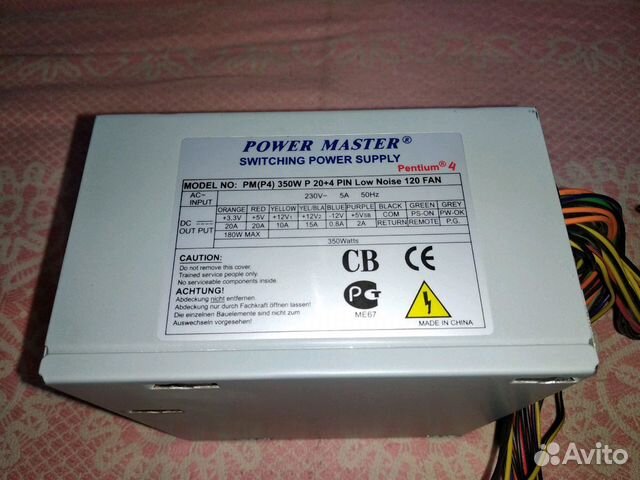 POWER MASTER®
SWITCHING POWER SUPPLY
Pentium® 4
MODEL NO: PM(P4) 350W P 20+4 PIN Low Noise 120 FAN
AC~ INPUT 230V~ 5A 50Hz
ORANGE RED YELLOW YEL/BLA BLUE PURPLE BLACK GREEN GREY
DC OUT PUT +3.3V +5V +12V1 +12V2 -12V +5VSB COM PS-ON PW-OK
20A 20A 10A 15A 0.8A 2A RETURN REMOTE P.G.
180W MAX
350Watts
CAUTION:
Do not remove this cover.
Trained service people only.
No serviceable components inside.
ACHTUNG!
Abdeckung nicht entfernen.
Abdeckung nur durch Fachkraft öffnen lassen!
Die einzelnen Bauelemente sind nicht zum
Auswechseln vorgesehen!
CB CE
PG
ME67
MADE IN CHINA
Avito